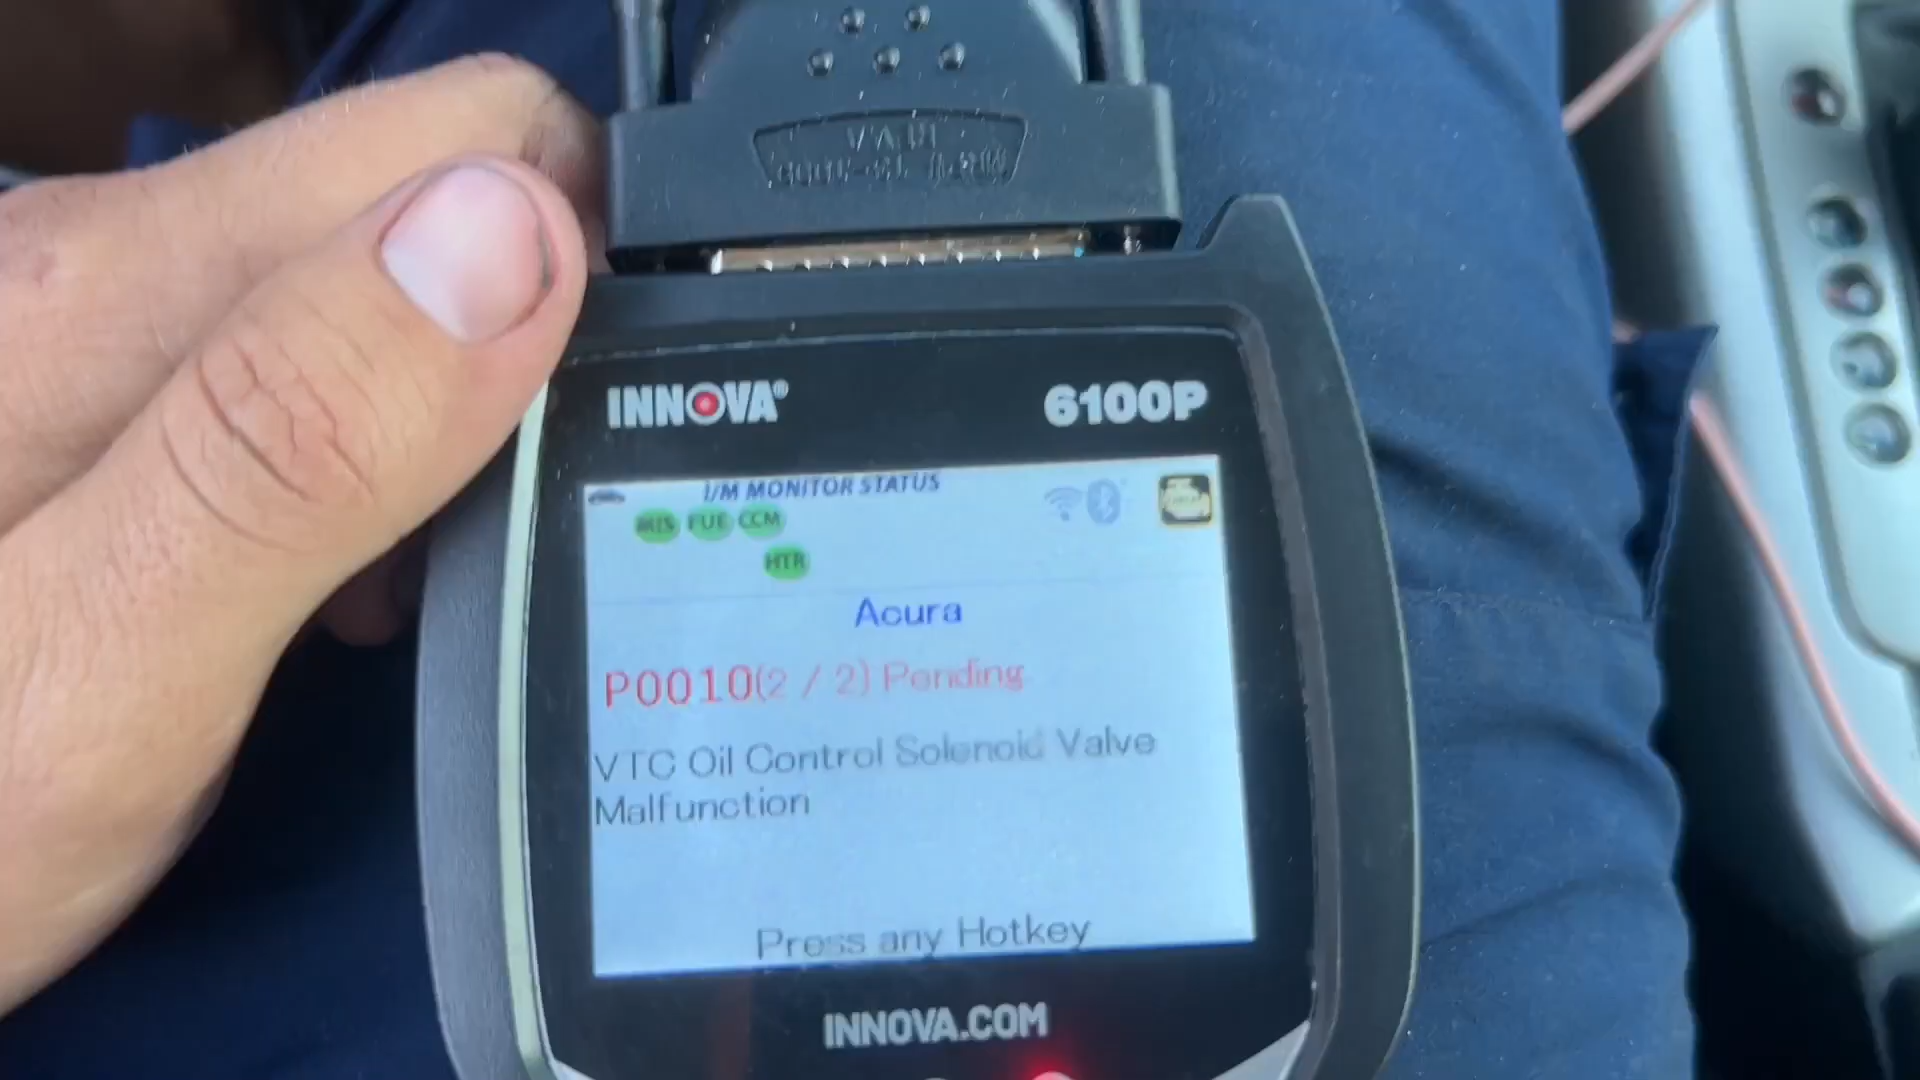 INNOVA®
6100P
I/M MONITOR STATUS
MIS FUE CCM
HTR
Acura
P0010(2 / 2) Pending
VTC Oil Control Solenoid Valve
Malfunction
Press any Hotkey
INNOVA.COM